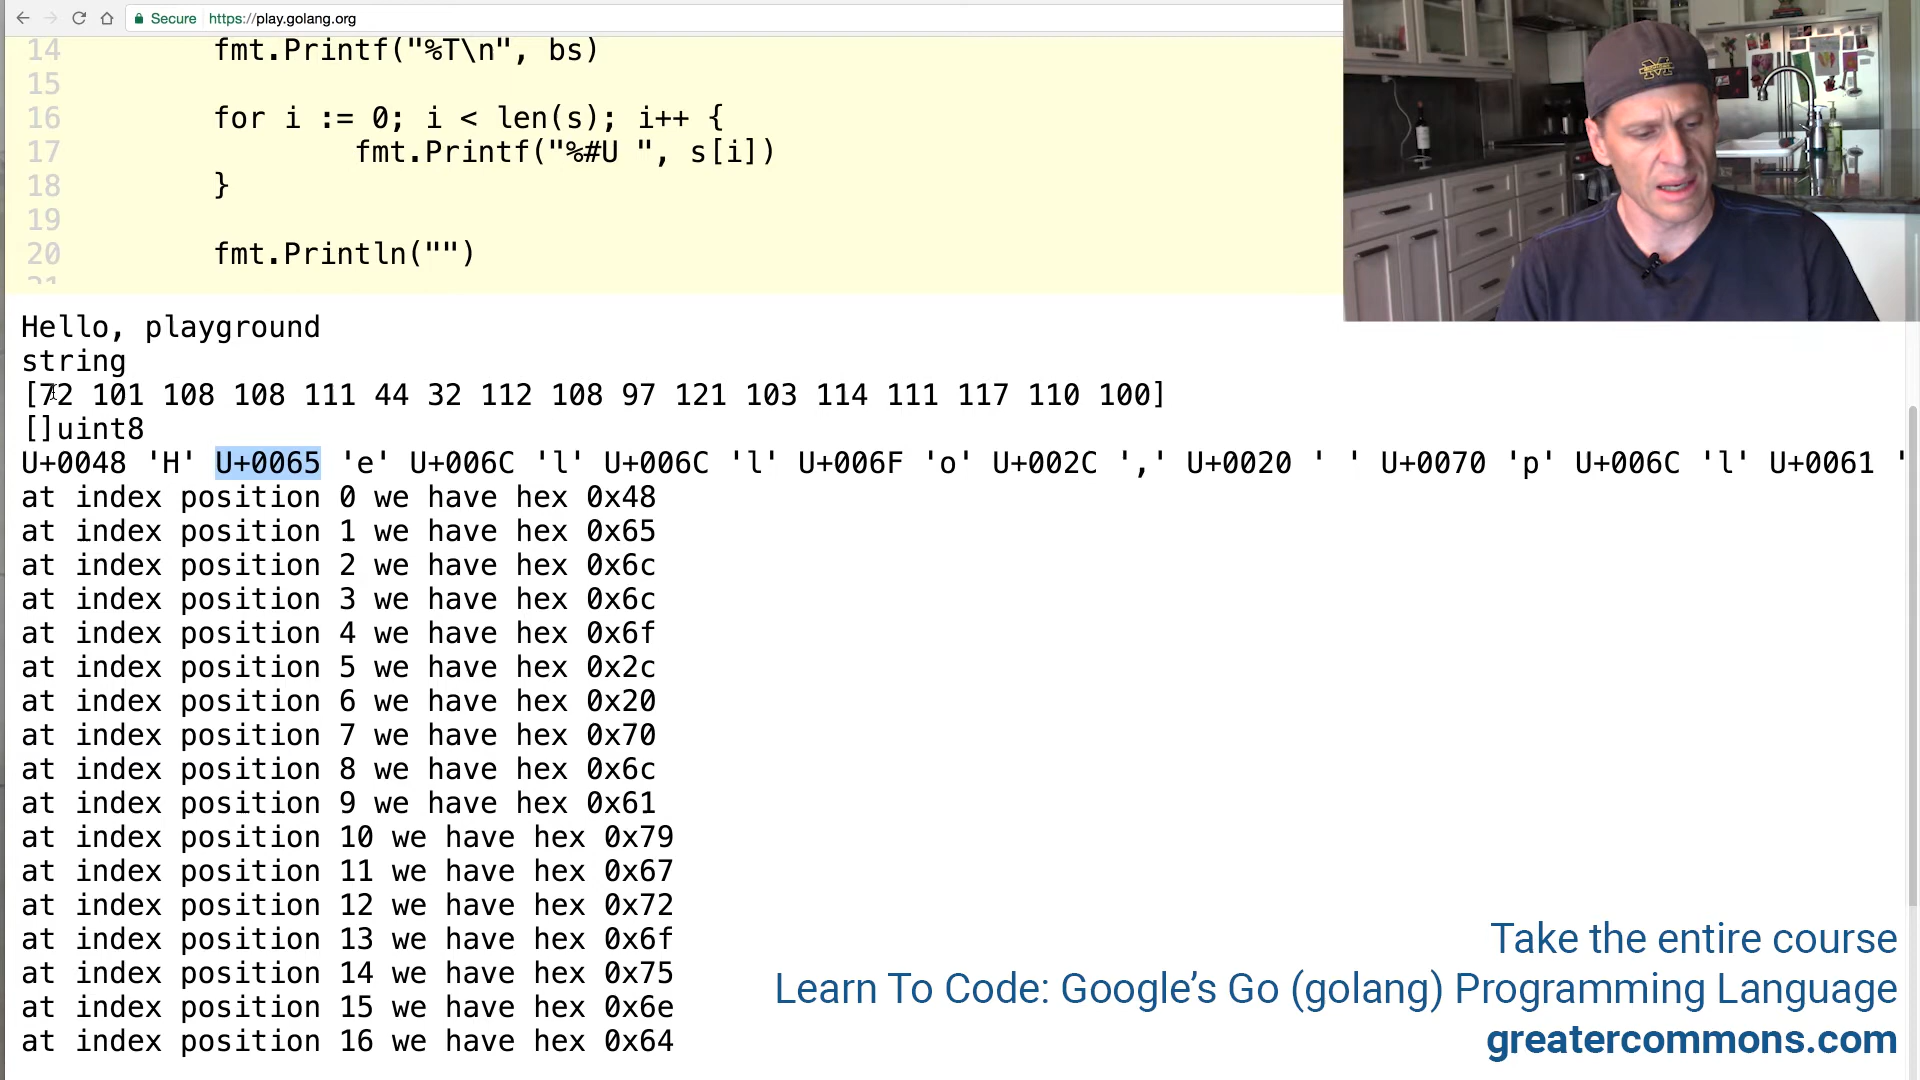 Secure https://play.golang.org
14 fmt.Printf("%T\n", bs)
15
16 for i := 0; i < len(s); i++ {
17 fmt.Printf("%#U ", s[i])
18 }
19
20 fmt.Println("")
21
Hello, playground
string
[72 101 108 108 111 44 32 112 108 97 121 103 114 111 117 110 100]
[]uint8
U+0048 'H' U+0065 'e' U+006C 'l' U+006C 'l' U+006F 'o' U+002C ',' U+0020 ' ' U+0070 'p' U+006C 'l' U+0061 '
at index position 0 we have hex 0x48
at index position 1 we have hex 0x65
at index position 2 we have hex 0x6c
at index position 3 we have hex 0x6c
at index position 4 we have hex 0x6f
at index position 5 we have hex 0x2c
at index position 6 we have hex 0x20
at index position 7 we have hex 0x70
at index position 8 we have hex 0x6c
at index position 9 we have hex 0x61
at index position 10 we have hex 0x79
at index position 11 we have hex 0x67
at index position 12 we have hex 0x72
at index position 13 we have hex 0x6f
at index position 14 we have hex 0x75
at index position 15 we have hex 0x6e
at index position 16 we have hex 0x64
Take the entire course
Learn To Code: Google’s Go (golang) Programming Language
greatercommons.com